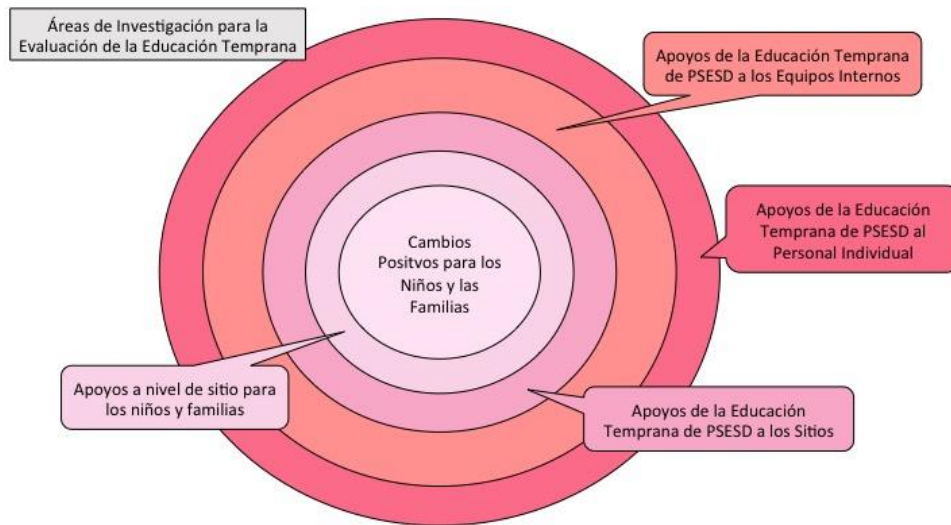 Áreas de Investigación para la
Evaluación de la Educación Temprana
Apoyos de la Educación Temprana
de PSESD a los Equipos Internos
Apoyos de la Educación
Temprana de PSESD al
Personal Individual
Cambios
Positvos para los
Niños y las
Familias
Apoyos a nivel de sitio para
los niños y familias
Apoyos de la Educación
Temprana de PSESD a los Sitios